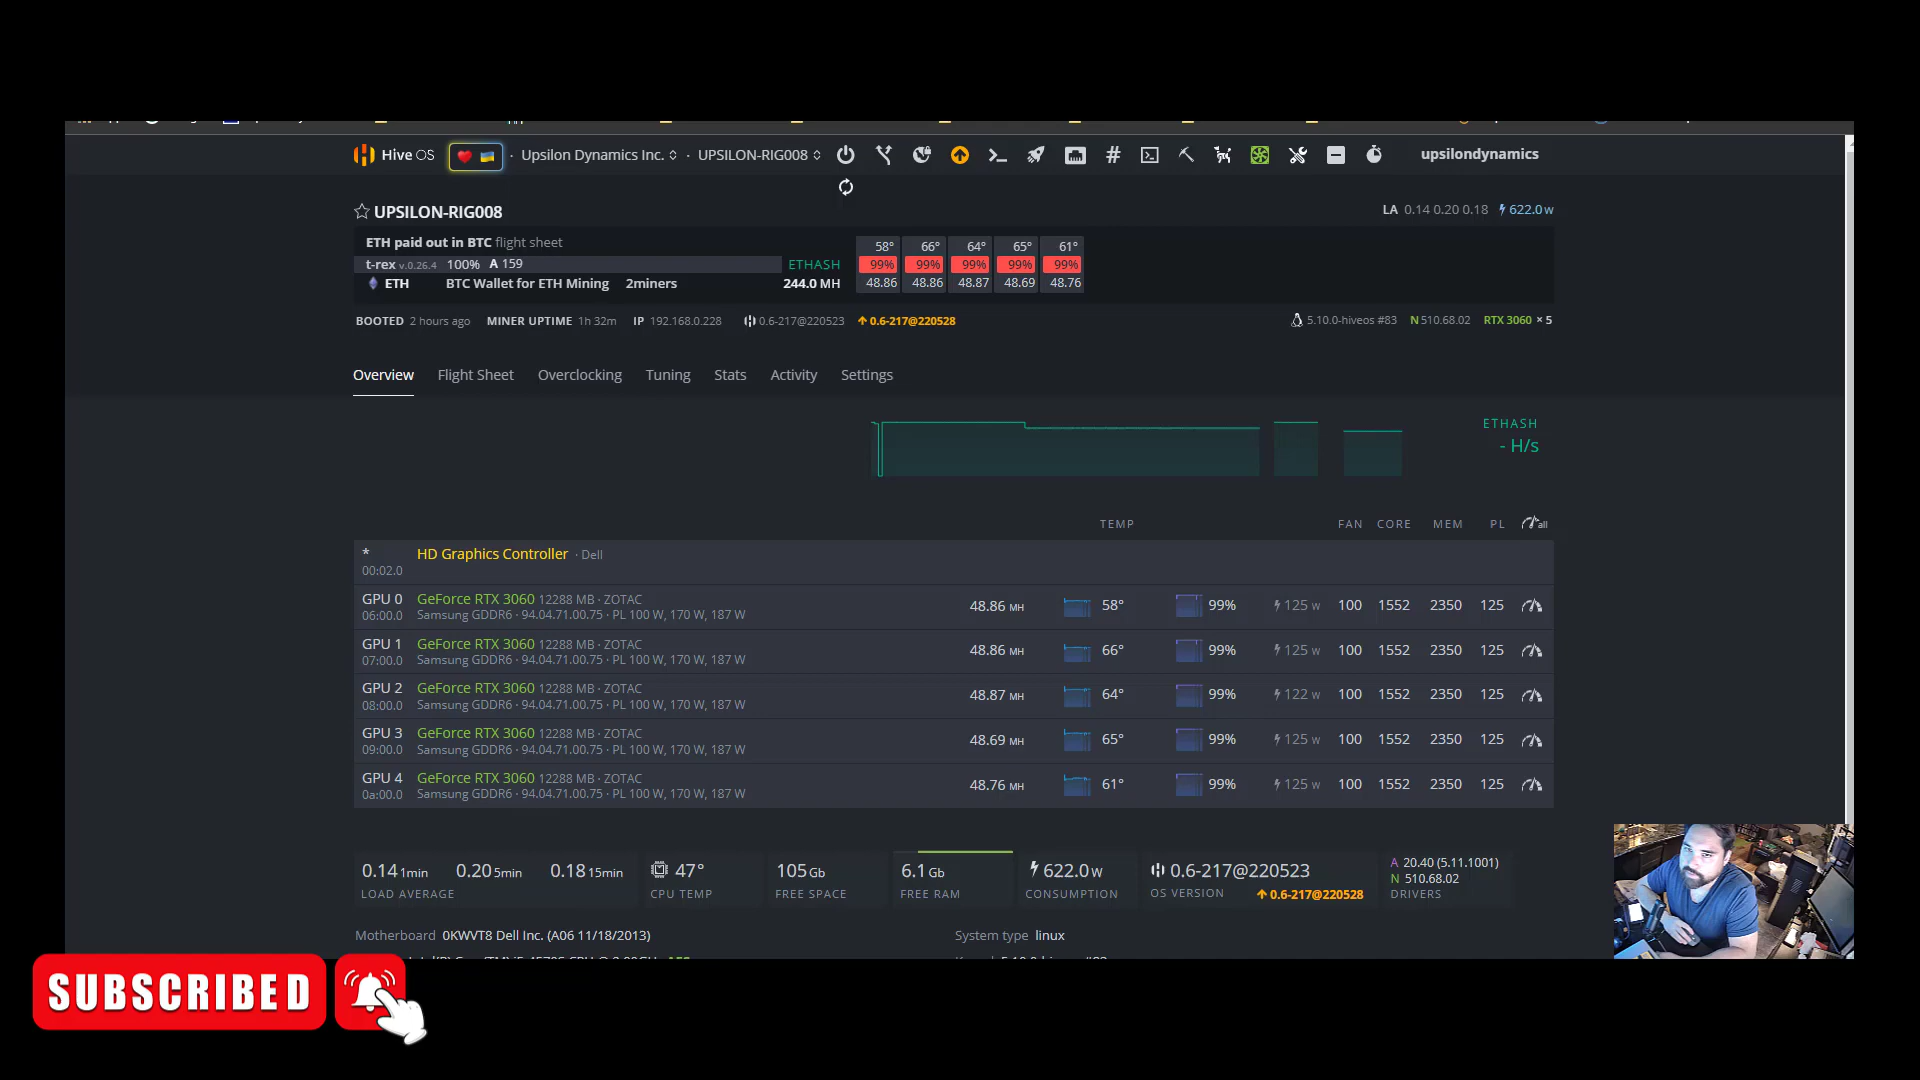 Hive OS · Upsilon Dynamics Inc. · UPSILON-RIG008 upsilondynamics
UPSILON-RIG008 LA 0.14 0.20 0.18 622.0 w
ETH paid out in BTC flight sheet 58° 66° 64° 65° 61°
t-rex v.0.26.4 100% A 159 ETHASH 99% 99% 99% 99% 99%
ETH BTC Wallet for ETH Mining 2miners 244.0 MH 48.86 48.86 48.87 48.69 48.76
BOOTED 2 hours ago MINER UPTIME 1h 32m IP 192.168.0.228 0.6-217@220523 0.6-217@220528 5.10.0-hiveos #83 N 510.68.02 RTX 3060 × 5
Overview Flight Sheet Overclocking Tuning Stats Activity Settings
ETHASH
- H/s
TEMP FAN CORE MEM PL all
* HD Graphics Controller · Dell
00:02.0
GPU 0 GeForce RTX 3060 12288 MB · ZOTAC 48.86 MH 58° 99% 125 w 100 1552 2350 125
06:00.0 Samsung GDDR6 · 94.04.71.00.75 · PL 100 W, 170 W, 187 W
GPU 1 GeForce RTX 3060 12288 MB · ZOTAC 48.86 MH 66° 99% 125 w 100 1552 2350 125
07:00.0 Samsung GDDR6 · 94.04.71.00.75 · PL 100 W, 170 W, 187 W
GPU 2 GeForce RTX 3060 12288 MB · ZOTAC 48.87 MH 64° 99% 122 w 100 1552 2350 125
08:00.0 Samsung GDDR6 · 94.04.71.00.75 · PL 100 W, 170 W, 187 W
GPU 3 GeForce RTX 3060 12288 MB · ZOTAC 48.69 MH 65° 99% 125 w 100 1552 2350 125
09:00.0 Samsung GDDR6 · 94.04.71.00.75 · PL 100 W, 170 W, 187 W
GPU 4 GeForce RTX 3060 12288 MB · ZOTAC 48.76 MH 61° 99% 125 w 100 1552 2350 125
0a:00.0 Samsung GDDR6 · 94.04.71.00.75 · PL 100 W, 170 W, 187 W
0.14 1min 0.20 5min 0.18 15min 47° 105 Gb 6.1 Gb 622.0 w 0.6-217@220523 A 20.40 (5.11.1001)
N 510.68.02
LOAD AVERAGE CPU TEMP FREE SPACE FREE RAM CONSUMPTION OS VERSION 0.6-217@220528 DRIVERS
Motherboard 0KWVT8 Dell Inc. (A06 11/18/2013) System type linux
SUBSCRIBED